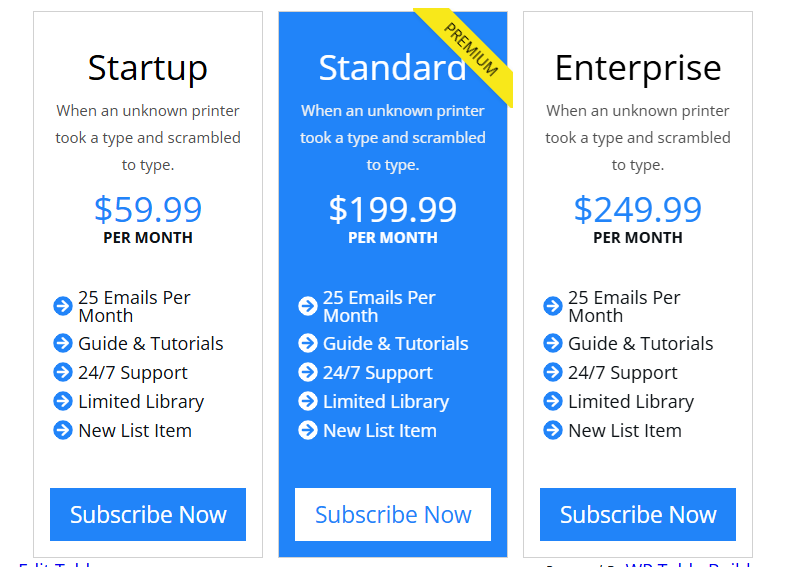 Startup
When an unknown printer
took a type and scrambled
to type.
$59.99
PER MONTH
25 Emails Per
Month
Guide & Tutorials
24/7 Support
Limited Library
New List Item
Subscribe Now
PREMIUM
Standard
When an unknown printer
took a type and scrambled
to type.
$199.99
PER MONTH
25 Emails Per
Month
Guide & Tutorials
24/7 Support
Limited Library
New List Item
Subscribe Now
Enterprise
When an unknown printer
took a type and scrambled
to type.
$249.99
PER MONTH
25 Emails Per
Month
Guide & Tutorials
24/7 Support
Limited Library
New List Item
Subscribe Now